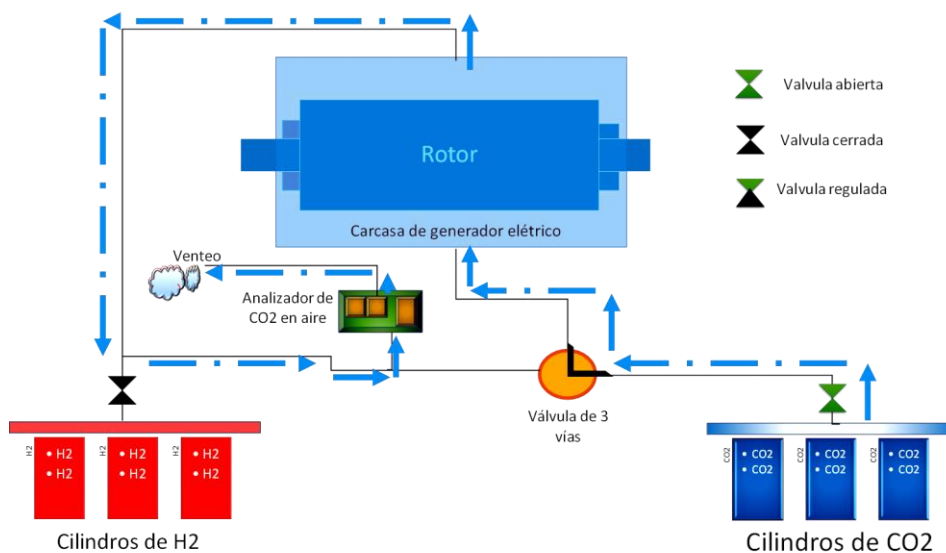 Rotor
Carcasa de generador elétrico
Valvula abierta
Valvula cerrada
Valvula regulada
Venteo
Analizador de
CO2 en aire
Válvula de 3
vías
H2
H2
H2
H2
H2
H2
H2
H2
H2
Cilindros de H2
CO2
CO2
CO2
CO2
CO2
CO2
CO2
CO2
CO2
Cilindros de CO2